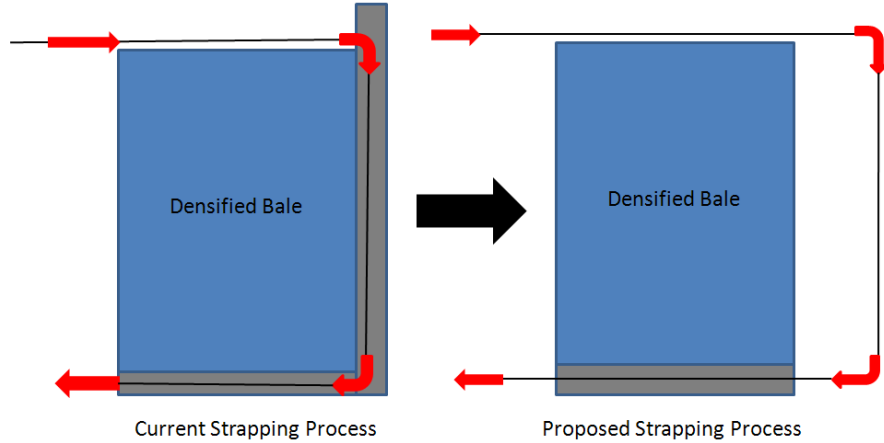 Densified Bale
Densified Bale
Current Strapping Process
Proposed Strapping Process